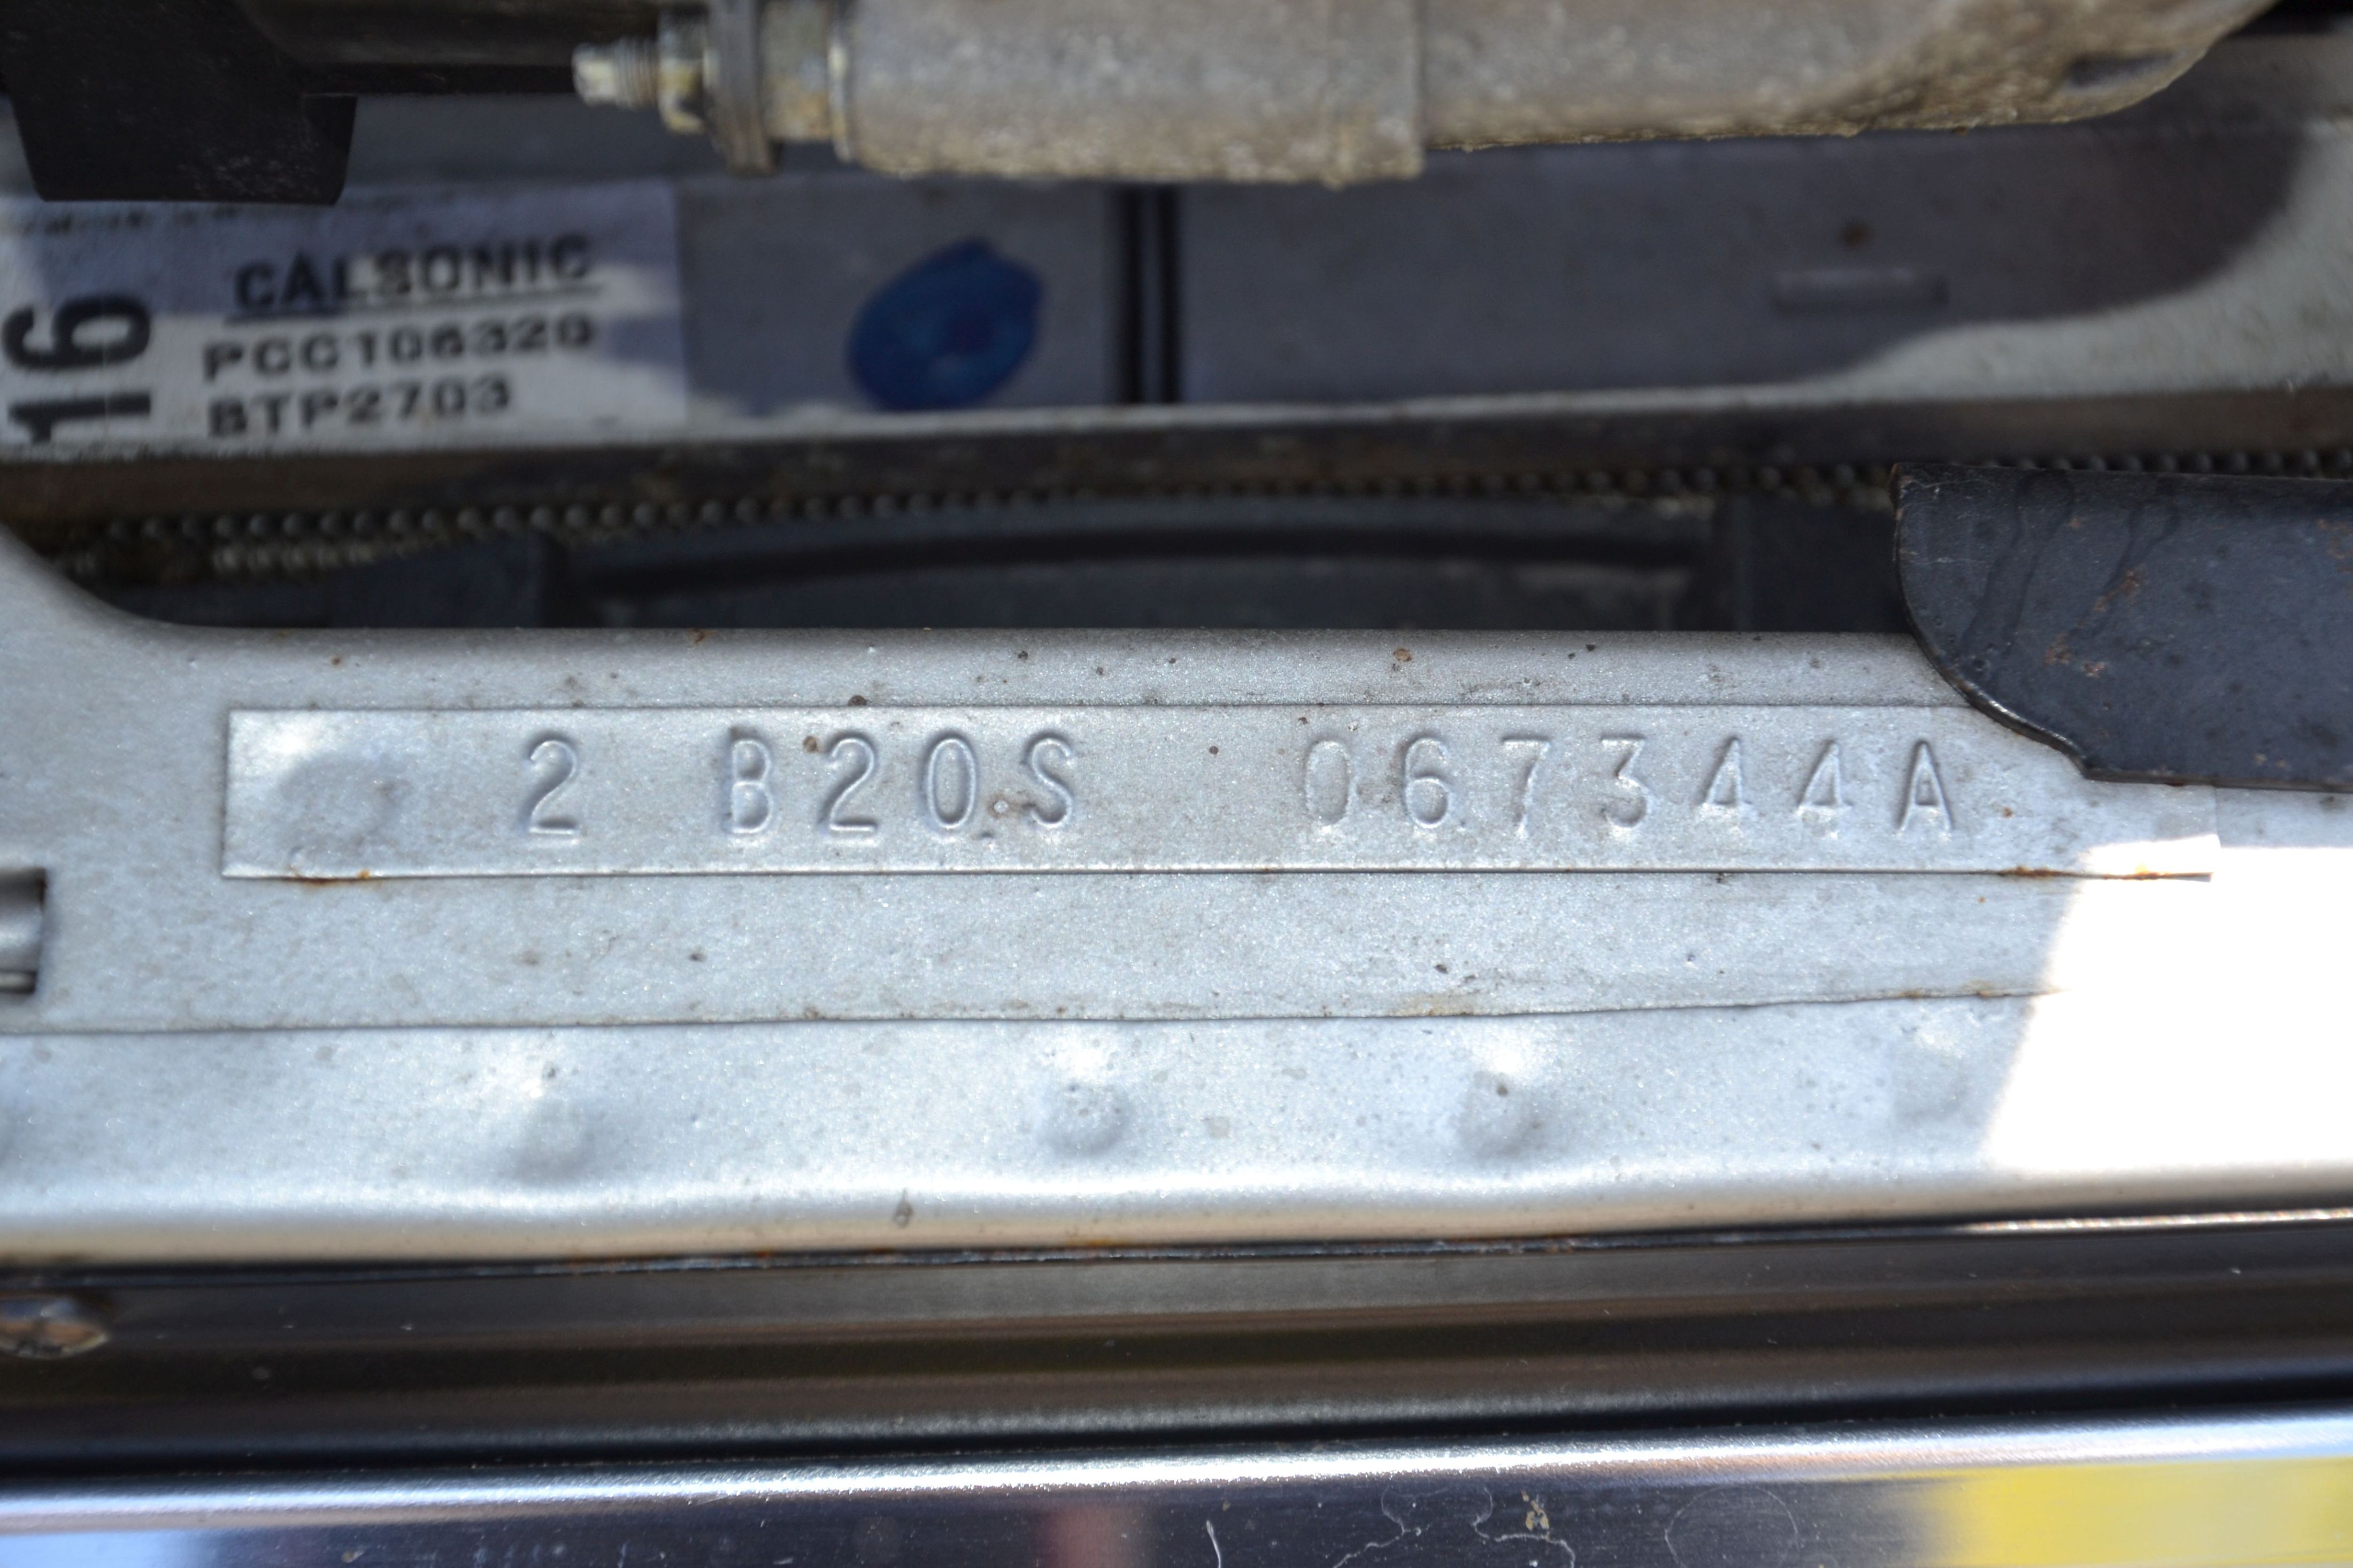 16
CALSONIC
PCC106320
BTP2703
2 B20S 067344A